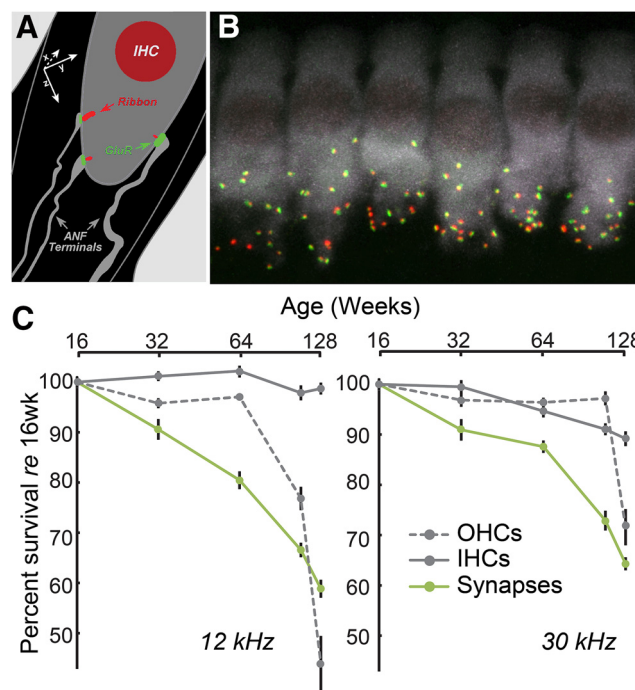 A
IHC
x
y
z
Ribbon
GluR
ANF
Terminals
B
C
Age (Weeks)
16 32 64 128
16 32 64 128
Percent survival re 16wk
100
90
80
70
60
50
12 kHz
100
90
80
70
60
50
OHCs
IHCs
Synapses
30 kHz